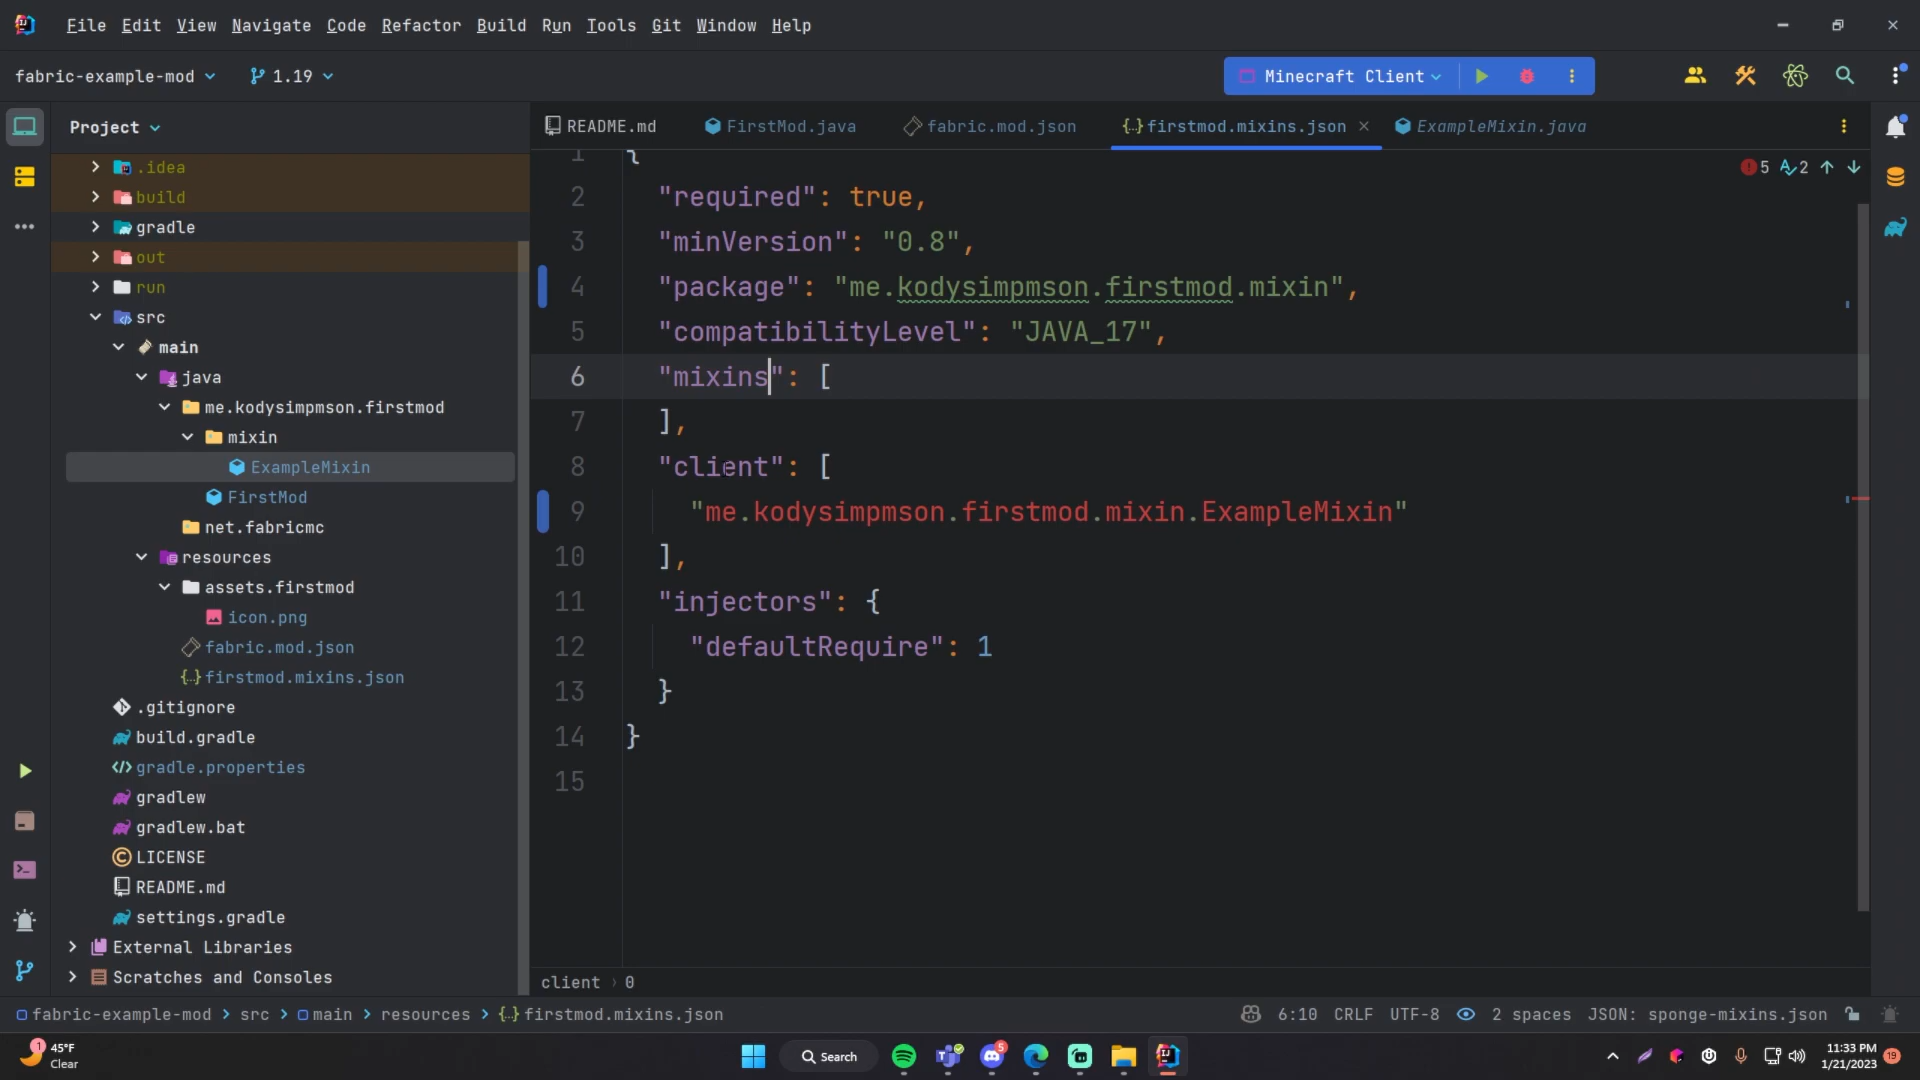 File Edit View Navigate Code Refactor Build Run Tools Git Window Help
fabric-example-mod 1.19 Minecraft Client
Project
README.md FirstMod.java fabric.mod.json firstmod.mixins.json ExampleMixin.java
.idea
build
gradle
out
run
src
main
java
me.kodysimpmson.firstmod
mixin
ExampleMixin
FirstMod
net.fabricmc
resources
assets.firstmod
icon.png
fabric.mod.json
firstmod.mixins.json
.gitignore
build.gradle
gradle.properties
gradlew
gradlew.bat
LICENSE
README.md
settings.gradle
External Libraries
Scratches and Consoles
5 2
1 {
2 "required": true,
3 "minVersion": "0.8",
4 "package": "me.kodysimpmson.firstmod.mixin",
5 "compatibilityLevel": "JAVA_17",
6 "mixins": [
7 ],
8 "client": [
9 "me.kodysimpmson.firstmod.mixin.ExampleMixin"
10 ],
11 "injectors": {
12 "defaultRequire": 1
13 }
14 }
15
client › 0
fabric-example-mod > src > main > resources > firstmod.mixins.json 6:10 CRLF UTF-8 2 spaces JSON: sponge-mixins.json
1 45°F
Clear
Search
5
11:33 PM
1/21/2023
19